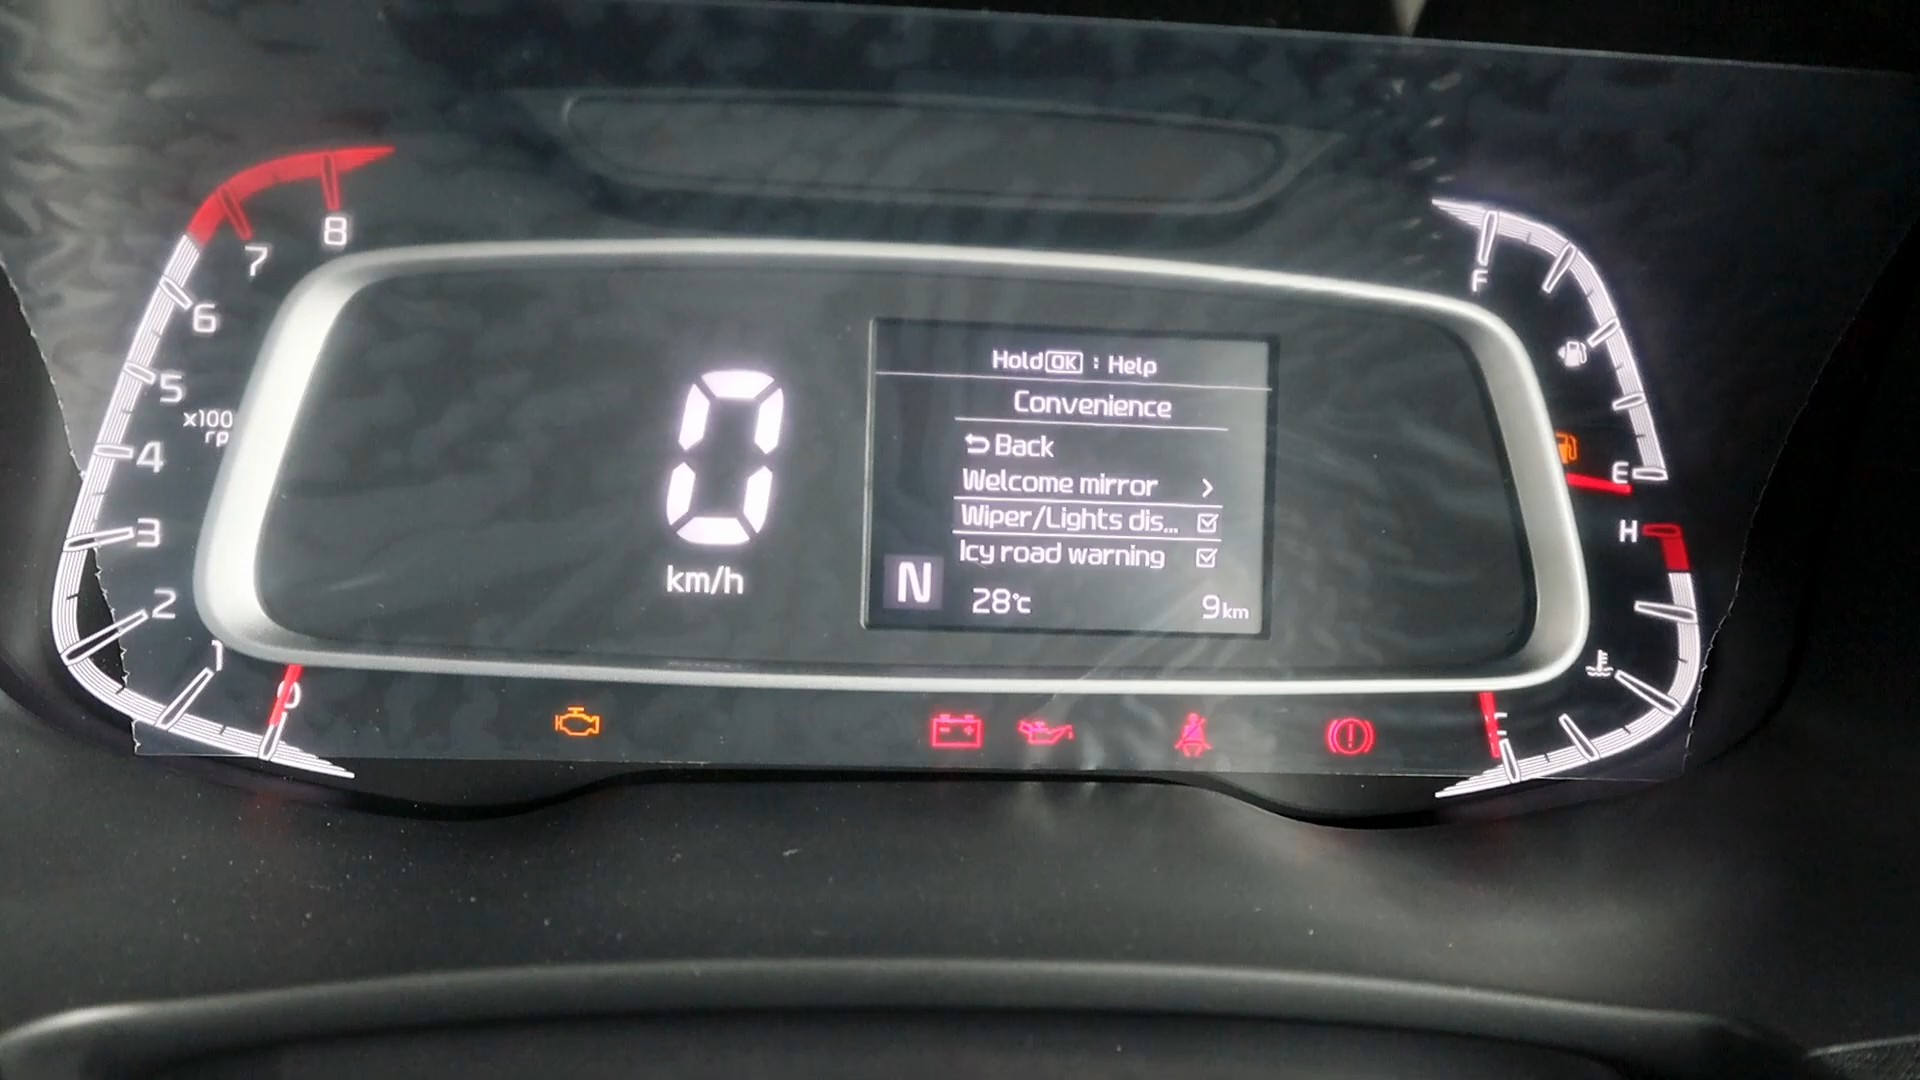 8
7
6
5
x100
rp
4
3
2
1
0
0
km/h
Hold OK : Help
Convenience
Back
Welcome mirror >
Wiper/Lights dis...
Icy road warning
N
28°c
9km
F
E
H